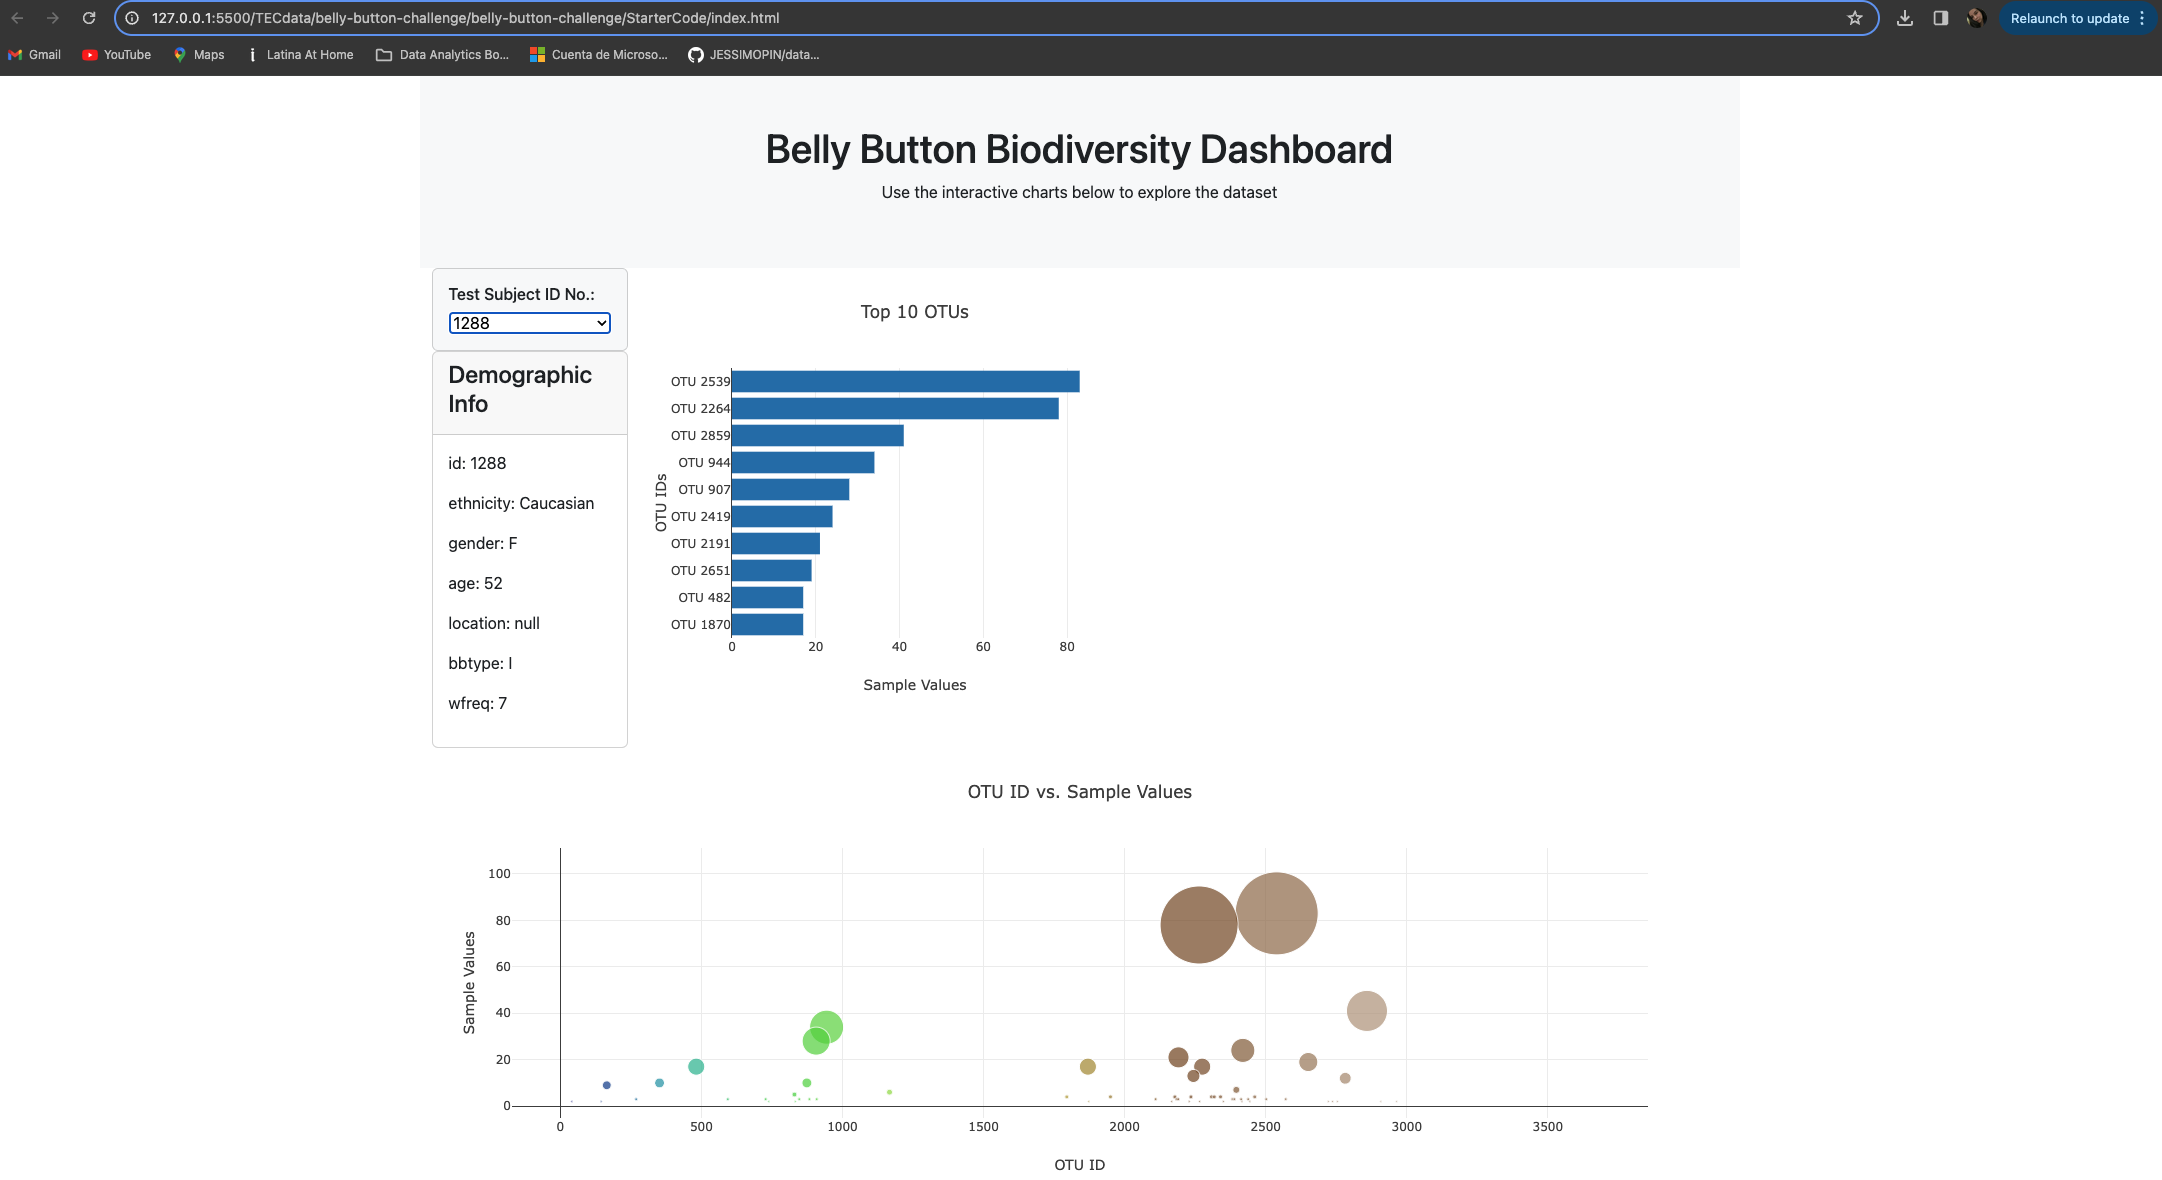 127.0.0.1:5500/TECdata/belly-button-challenge/belly-button-challenge/StarterCode/index.html
Relaunch to update
Gmail YouTube Maps Latina At Home Data Analytics Bo... Cuenta de Microso... JESSIMOPIN/data...
Belly Button Biodiversity Dashboard
Use the interactive charts below to explore the dataset
Test Subject ID No.:
1288
Demographic
Info
id: 1288
ethnicity: Caucasian
gender: F
age: 52
location: null
bbtype: I
wfreq: 7
Top 10 OTUs
OTU IDs
OTU 2539
OTU 2264
OTU 2859
OTU 944
OTU 907
OTU 2419
OTU 2191
OTU 2651
OTU 482
OTU 1870
0 20 40 60 80
Sample Values
OTU ID vs. Sample Values
Sample Values
100
80
60
40
20
0
0 500 1000 1500 2000 2500 3000 3500
OTU ID